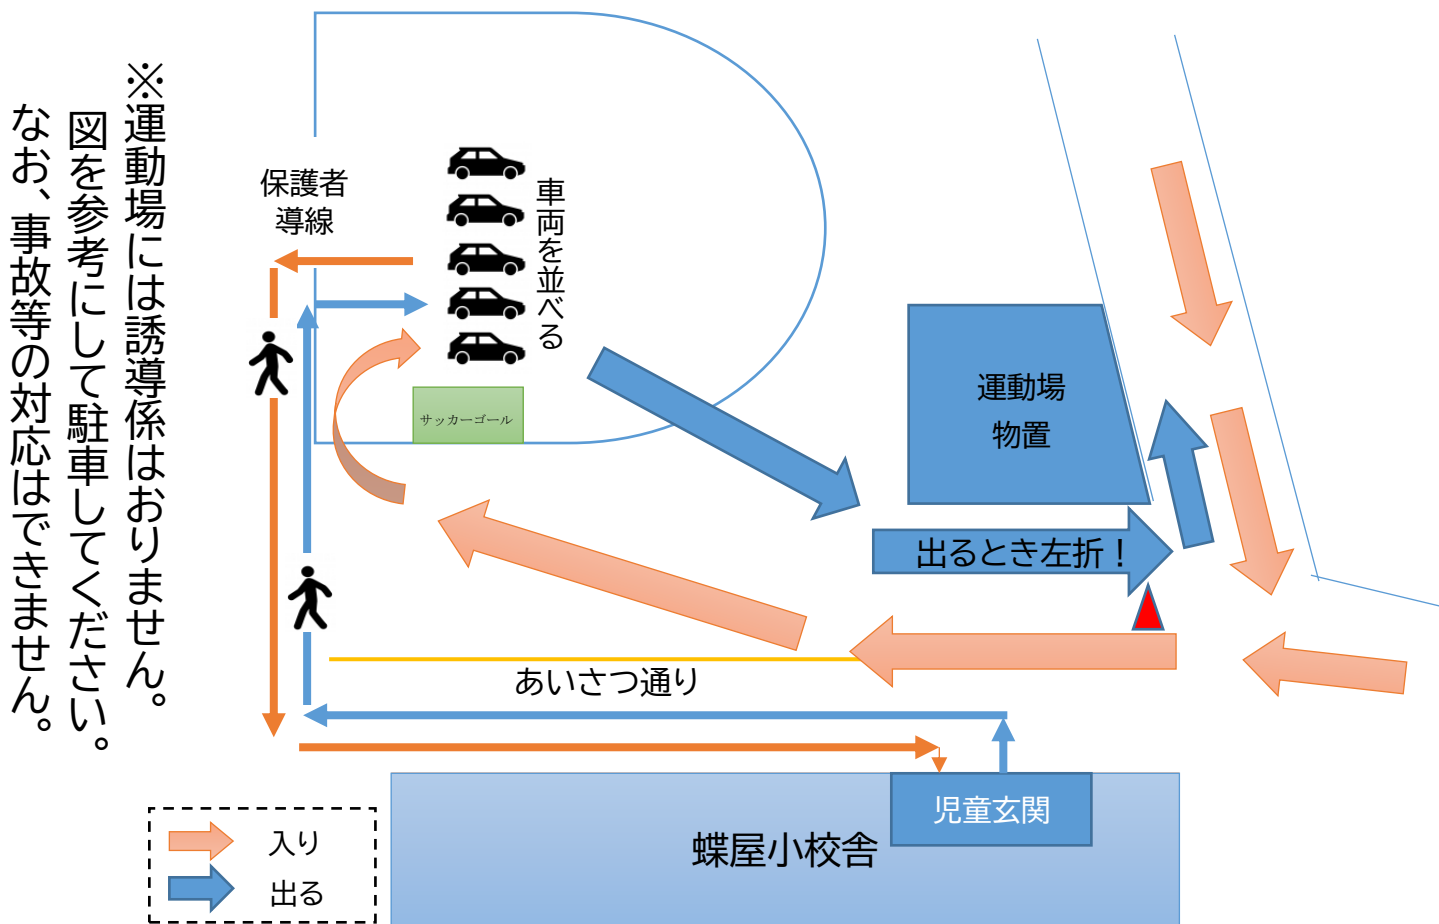 ※運動場には誘導係はおりません。
図を参考にして駐車してください。
なお、事故等の対応はできません。
保護者
導線
車両を並べる
サッカーゴール
運動場
物置
出るとき左折！
あいさつ通り
児童玄関
蝶屋小校舎
入り
出る